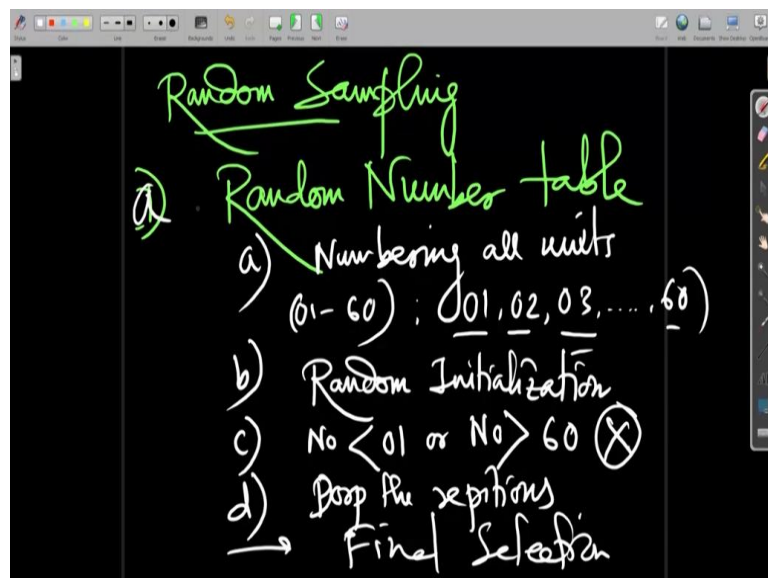 Random Sampling
a) Random Number table
a) Numbering all units
(01-60) : (01, 02, 03, ...., 60)
b) Random Initialization
c) No < 01 or No > 60 ⓧ
d) Drop the repitions
→ Final Selection